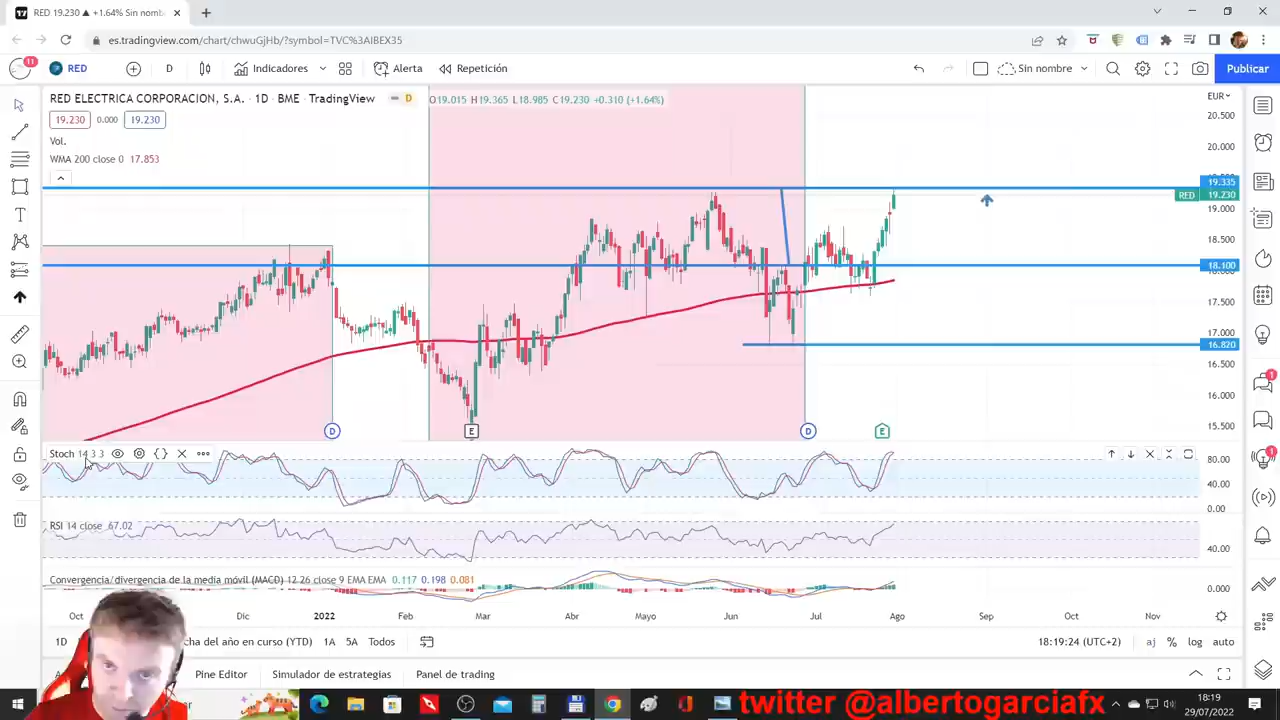 RED 19.230 ▲ +1.64% Sin nomb
es.tradingview.com/chart/chwuGjHb/?symbol=TVC%3AIBEX35
11
RED
D
Indicadores
Alerta
Repetición
Sin nombre
Publicar
RED ELECTRICA CORPORACION, S.A. · 1D · BME · TradingView
D
O19.015 H19.365 L18.985 C19.230 +0.310 (+1.64%)
EUR
19.230
0.000
19.230
Vol.
WMA 200 close 0 17.853
20.500
20.000
19.335
RED 19.230
19.000
18.500
18.100
17.500
17.000
16.820
16.500
16.000
15.500
D
E
D
E
Stoch 14 3 3
80.00
40.00
0.00
RSI 14 close 67.02
40.00
Convergencia/divergencia de la media móvil (MACD) 12 26 close 9 EMA EMA 0.117 0.198 0.081
0.000
Oct
Dic
2022
Feb
Mar
Abr
Mayo
Jun
Jul
Ago
Sep
Oct
Nov
1D
cha del año en curso (YTD)
1A
5A
Todos
18:19:24 (UTC+2)
aj
%
log
auto
Pine Editor
Simulador de estrategias
Panel de trading
1
1
twitter @albertogarciafx
18:19
29/07/2022